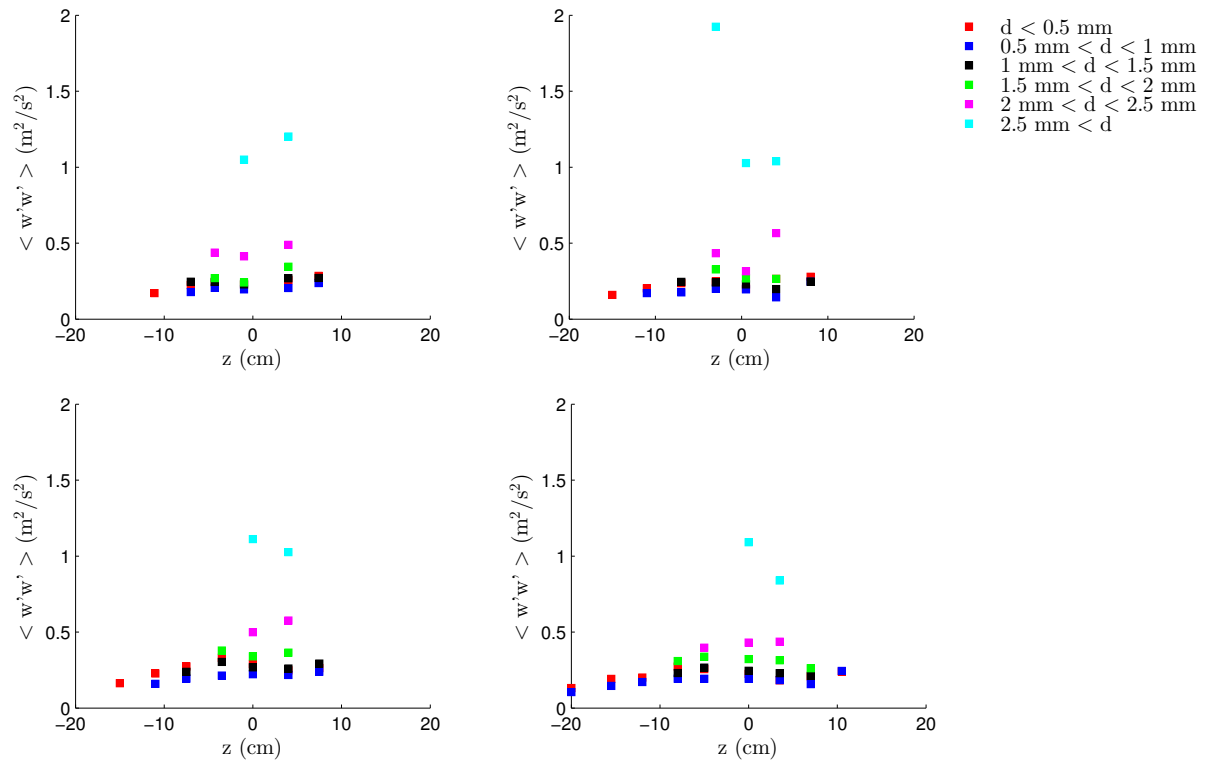 2
1.5
1
0.5
0
−20
−10
0
10
20
z (cm)
< w'w' > (m²/s²)
2
1.5
1
0.5
0
−20
−10
0
10
20
z (cm)
< w'w' > (m²/s²)
d < 0.5 mm
0.5 mm < d < 1 mm
1 mm < d < 1.5 mm
1.5 mm < d < 2 mm
2 mm < d < 2.5 mm
2.5 mm < d
2
1.5
1
0.5
0
−20
−10
0
10
20
z (cm)
< w'w' > (m²/s²)
2
1.5
1
0.5
0
−20
−10
0
10
20
z (cm)
< w'w' > (m²/s²)